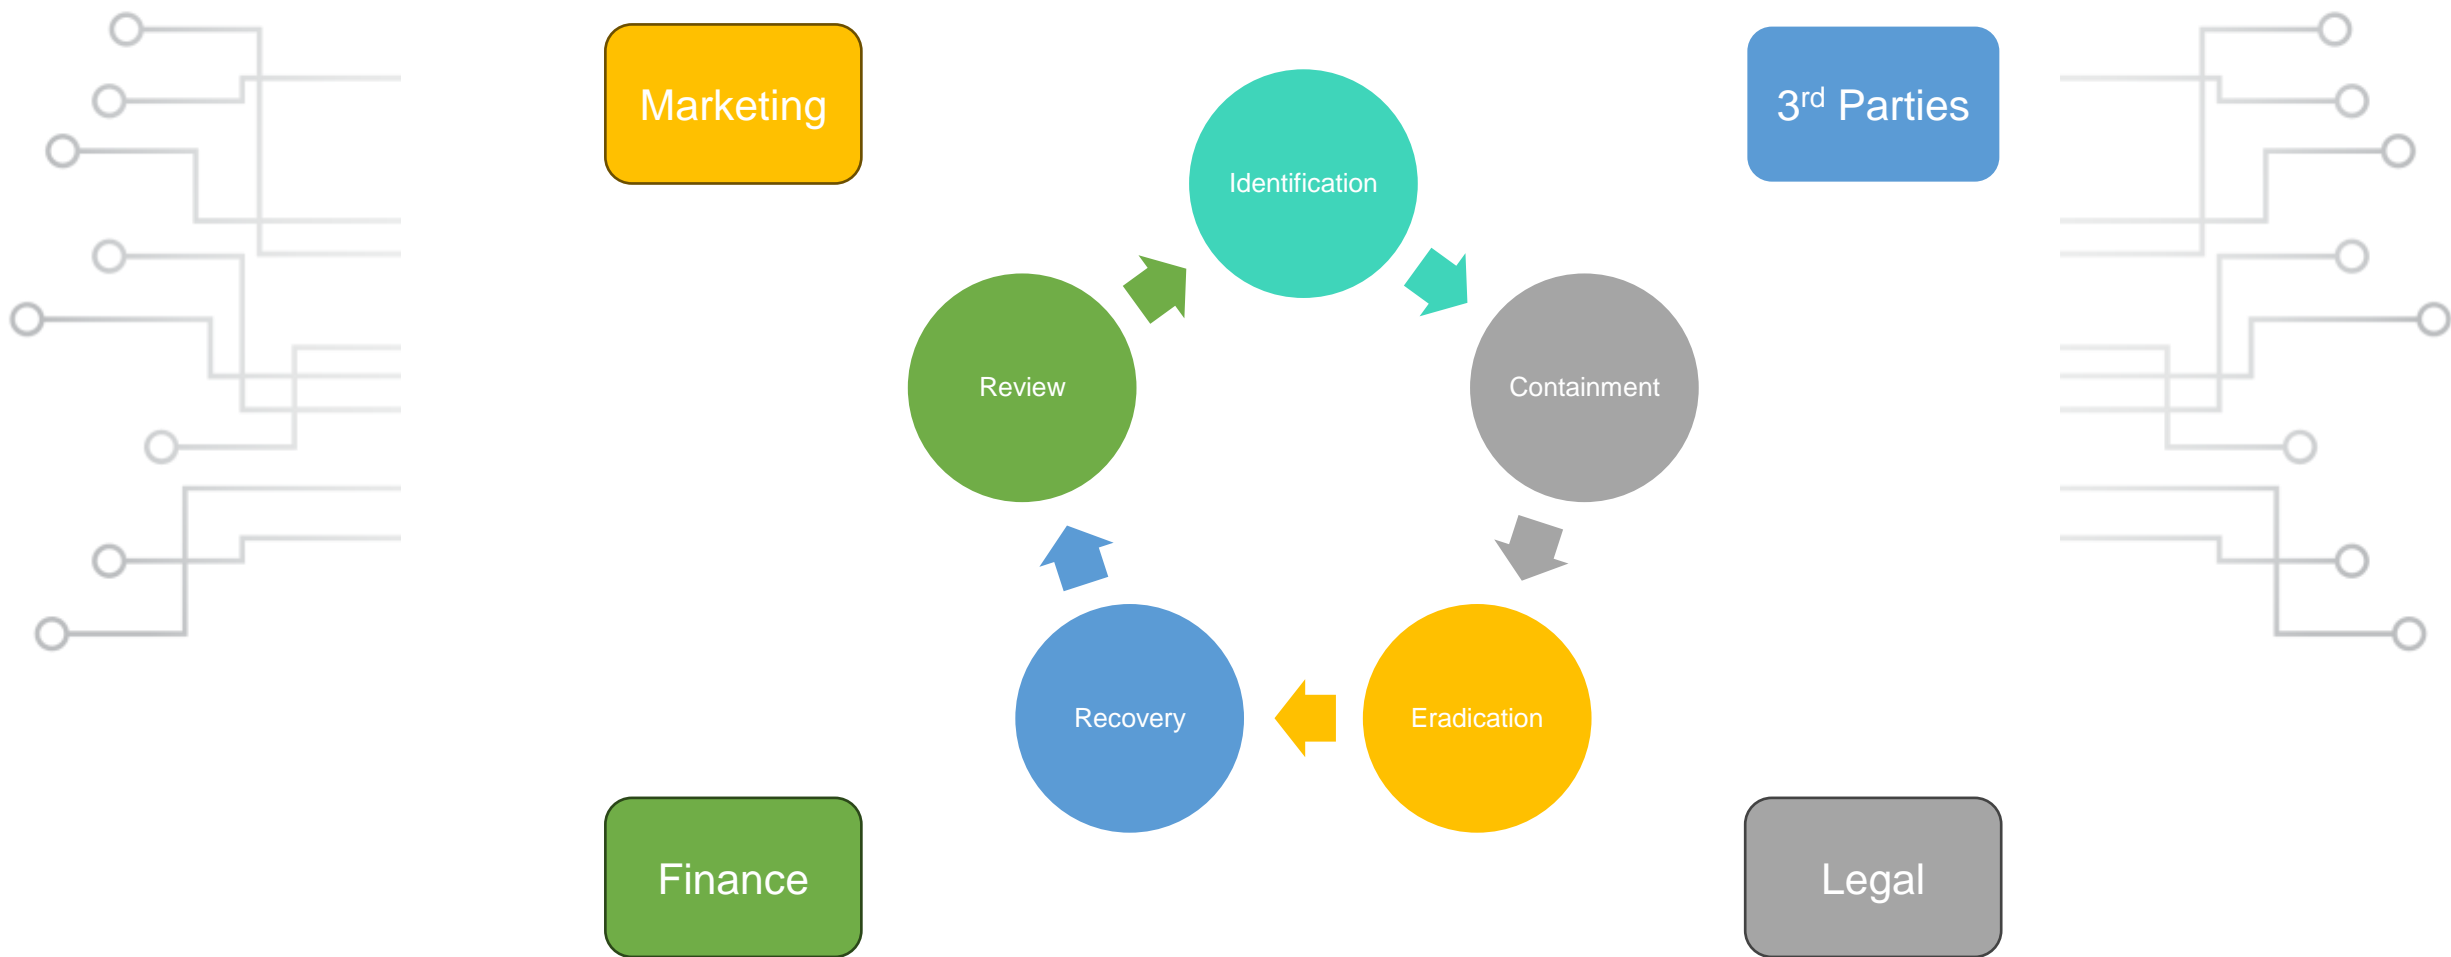 Marketing
3rd Parties
Identification
Containment
Eradication
Recovery
Review
Finance
Legal